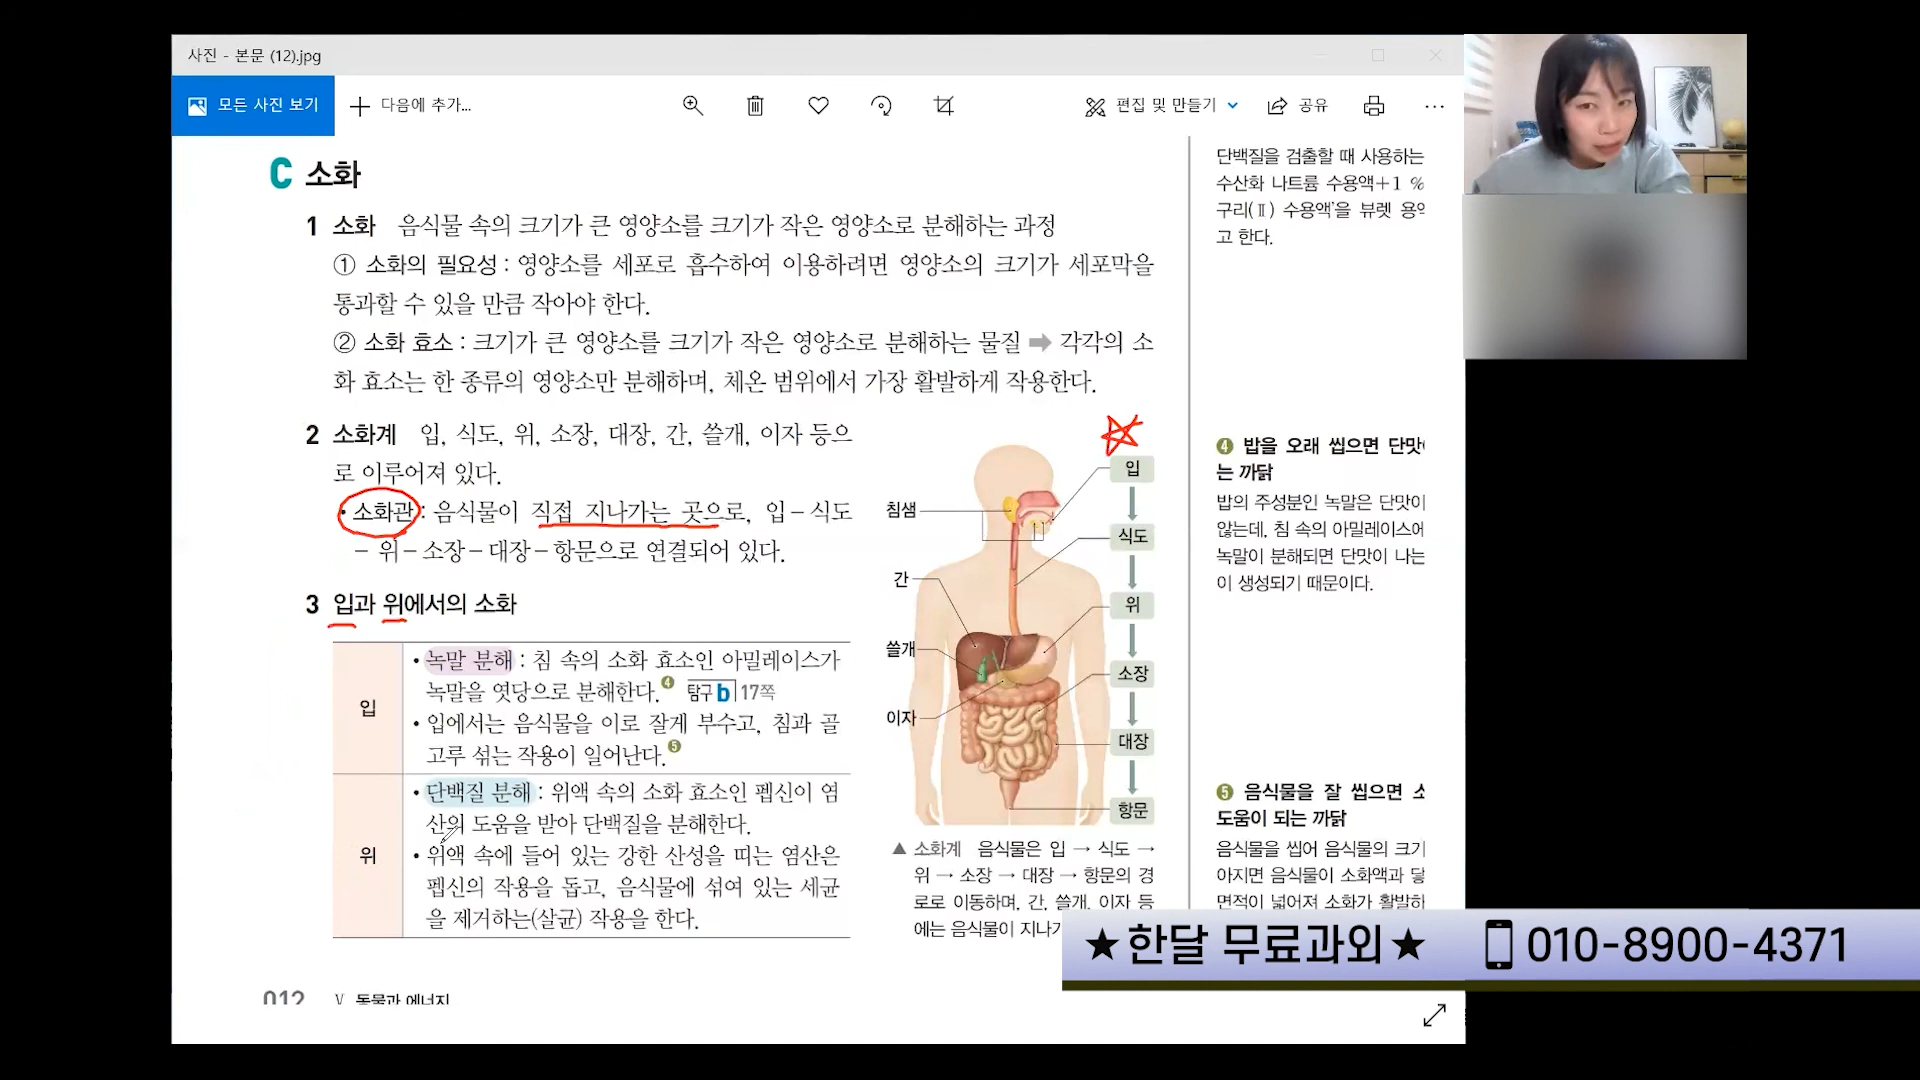 사진 - 본문 (12).jpg
모든 사진 보기
다음에 추가...
편집 및 만들기
공유
C 소화
1 소화 음식물 속의 크기가 큰 영양소를 크기가 작은 영양소로 분해하는 과정
① 소화의 필요성 : 영양소를 세포로 흡수하여 이용하려면 영양소의 크기가 세포막을
통과할 수 있을 만큼 작아야 한다.
② 소화 효소 : 크기가 큰 영양소를 크기가 작은 영양소로 분해하는 물질 ➡ 각각의 소
화 효소는 한 종류의 영양소만 분해하며, 체온 범위에서 가장 활발하게 작용한다.
2 소화계 입, 식도, 위, 소장, 대장, 간, 쓸개, 이자 등으
로 이루어져 있다.
• 소화관 : 음식물이 직접 지나가는 곳으로, 입 – 식도
– 위 – 소장 – 대장 – 항문으로 연결되어 있다.
3 입과 위에서의 소화
입
• 녹말 분해 : 침 속의 소화 효소인 아밀레이스가
녹말을 엿당으로 분해한다. ④ 탐구 b 17쪽
• 입에서는 음식물을 이로 잘게 부수고, 침과 골
고루 섞는 작용이 일어난다. ⑤
위
• 단백질 분해 : 위액 속의 소화 효소인 펩신이 염
산의 도움을 받아 단백질을 분해한다.
• 위액 속에 들어 있는 강한 산성을 띠는 염산은
펩신의 작용을 돕고, 음식물에 섞여 있는 세균
을 제거하는(살균) 작용을 한다.
침샘
간
쓸개
이자
입
식도
위
소장
대장
항문
▲ 소화계 음식물은 입 → 식도 →
위 → 소장 → 대장 → 항문의 경
로로 이동하며, 간, 쓸개, 이자 등
에는 음식물이 지나가
단백질을 검출할 때 사용하는
수산화 나트륨 수용액+1 %
구리(Ⅱ) 수용액'을 뷰렛 용액
고 한다.
④ 밥을 오래 씹으면 단맛이
는 까닭
밥의 주성분인 녹말은 단맛이
않는데, 침 속의 아밀레이스에
녹말이 분해되면 단맛이 나는
이 생성되기 때문이다.
⑤ 음식물을 잘 씹으면 소
도움이 되는 까닭
음식물을 씹어 음식물의 크기
아지면 음식물이 소화액과 닿
면적이 넓어져 소화가 활발하
012 Ⅴ 동물과 에너지
★한달 무료과외★ 010-8900-4371